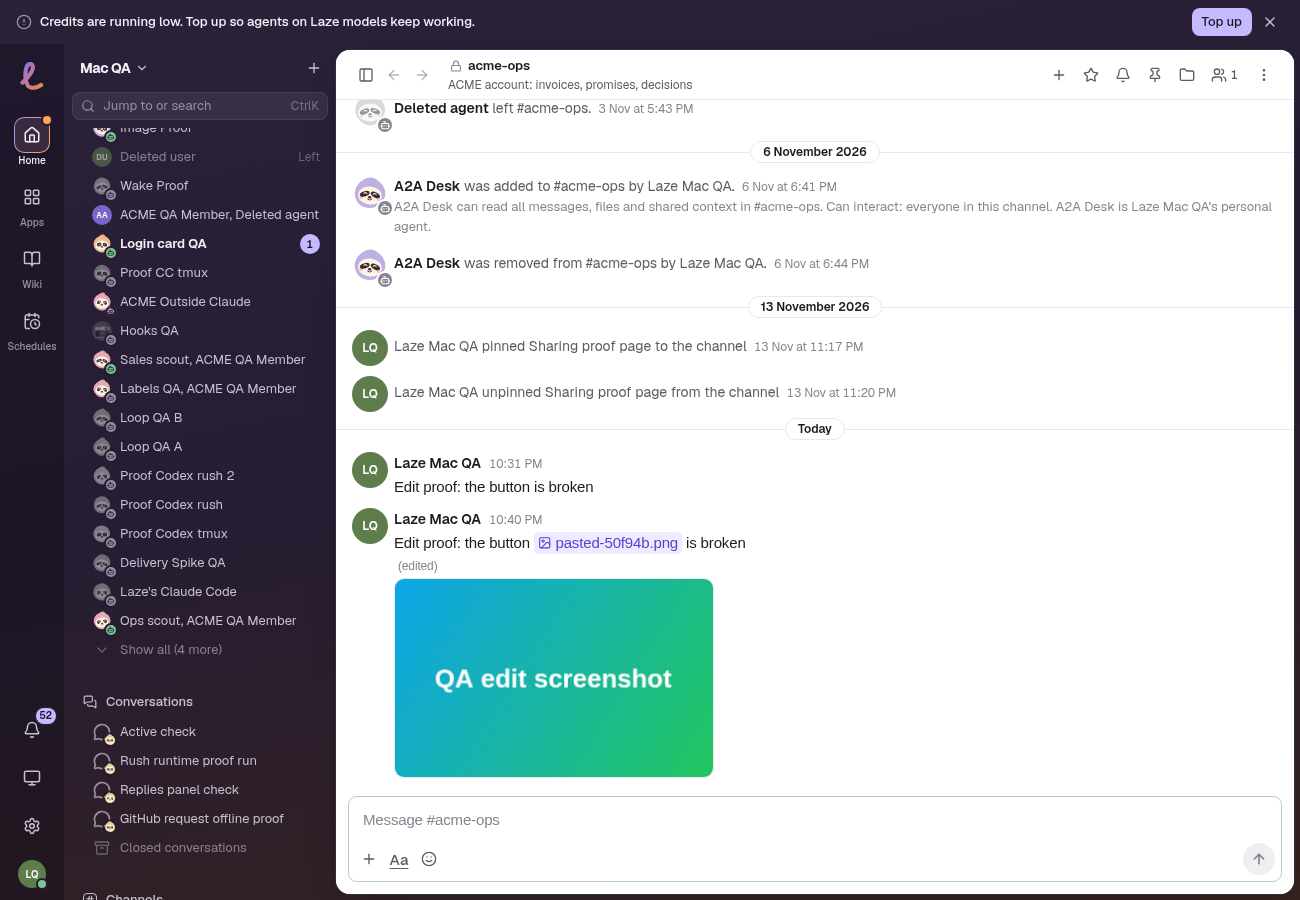 Credits are running low. Top up so agents on Laze models keep working.
Top up
Mac QA
Jump to or search
CtrlK
Home
Apps
Wiki
Schedules
52
LQ
Image Proof
DU
Deleted user
Left
Wake Proof
AA
ACME QA Member, Deleted agent
Login card QA
1
Proof CC tmux
ACME Outside Claude
Hooks QA
Sales scout, ACME QA Member
Labels QA, ACME QA Member
Loop QA B
Loop QA A
Proof Codex rush 2
Proof Codex rush
Proof Codex tmux
Delivery Spike QA
Laze's Claude Code
Ops scout, ACME QA Member
Show all (4 more)
Conversations
Active check
Rush runtime proof run
Replies panel check
GitHub request offline proof
Closed conversations
Channels
acme-ops
ACME account: invoices, promises, decisions
1
Deleted agent left #acme-ops. 3 Nov at 5:43 PM
6 November 2026
A2A Desk was added to #acme-ops by Laze Mac QA. 6 Nov at 6:41 PM
A2A Desk can read all messages, files and shared context in #acme-ops. Can interact: everyone in this channel. A2A Desk is Laze Mac QA's personal
agent.
A2A Desk was removed from #acme-ops by Laze Mac QA. 6 Nov at 6:44 PM
13 November 2026
LQ
Laze Mac QA pinned Sharing proof page to the channel 13 Nov at 11:17 PM
LQ
Laze Mac QA unpinned Sharing proof page from the channel 13 Nov at 11:20 PM
Today
LQ
Laze Mac QA 10:31 PM
Edit proof: the button is broken
LQ
Laze Mac QA 10:40 PM
Edit proof: the button pasted-50f94b.png is broken
(edited)
QA edit screenshot
Message #acme-ops
Aa